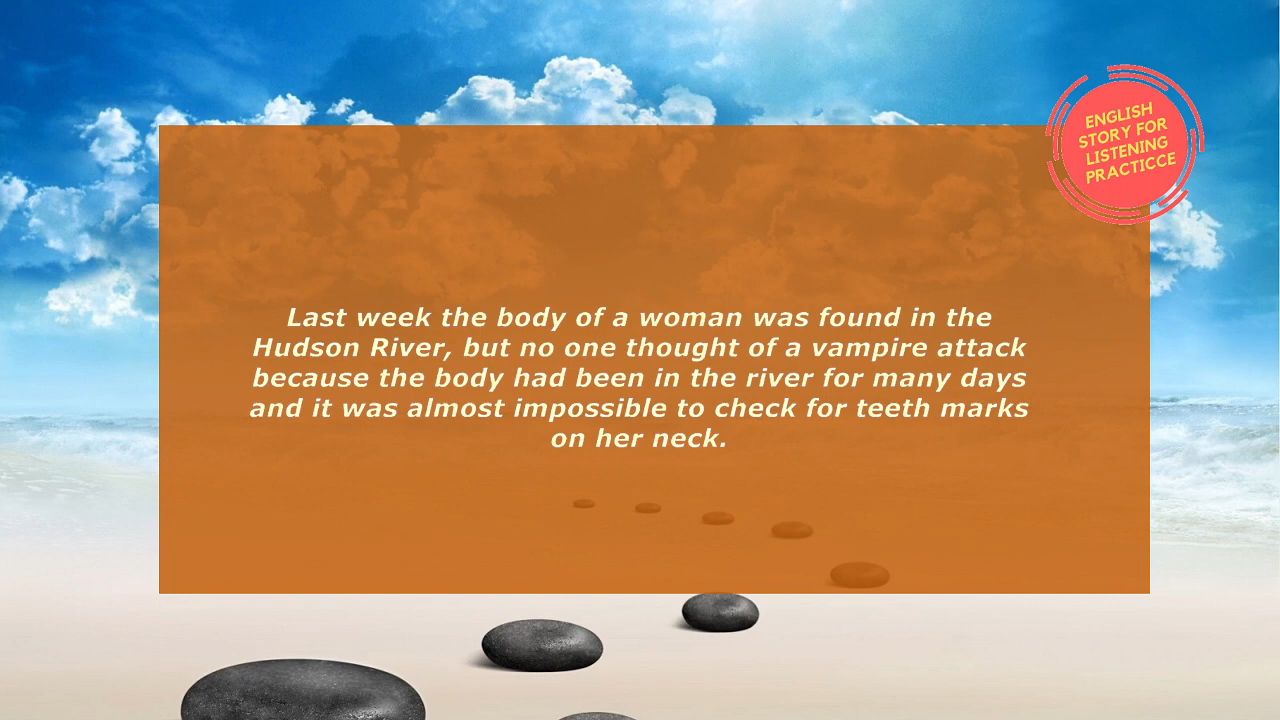 ENGLISH
STORY FOR
LISTENING
PRACTICCE
Last week the body of a woman was found in the
Hudson River, but no one thought of a vampire attack
because the body had been in the river for many days
and it was almost impossible to check for teeth marks
on her neck.